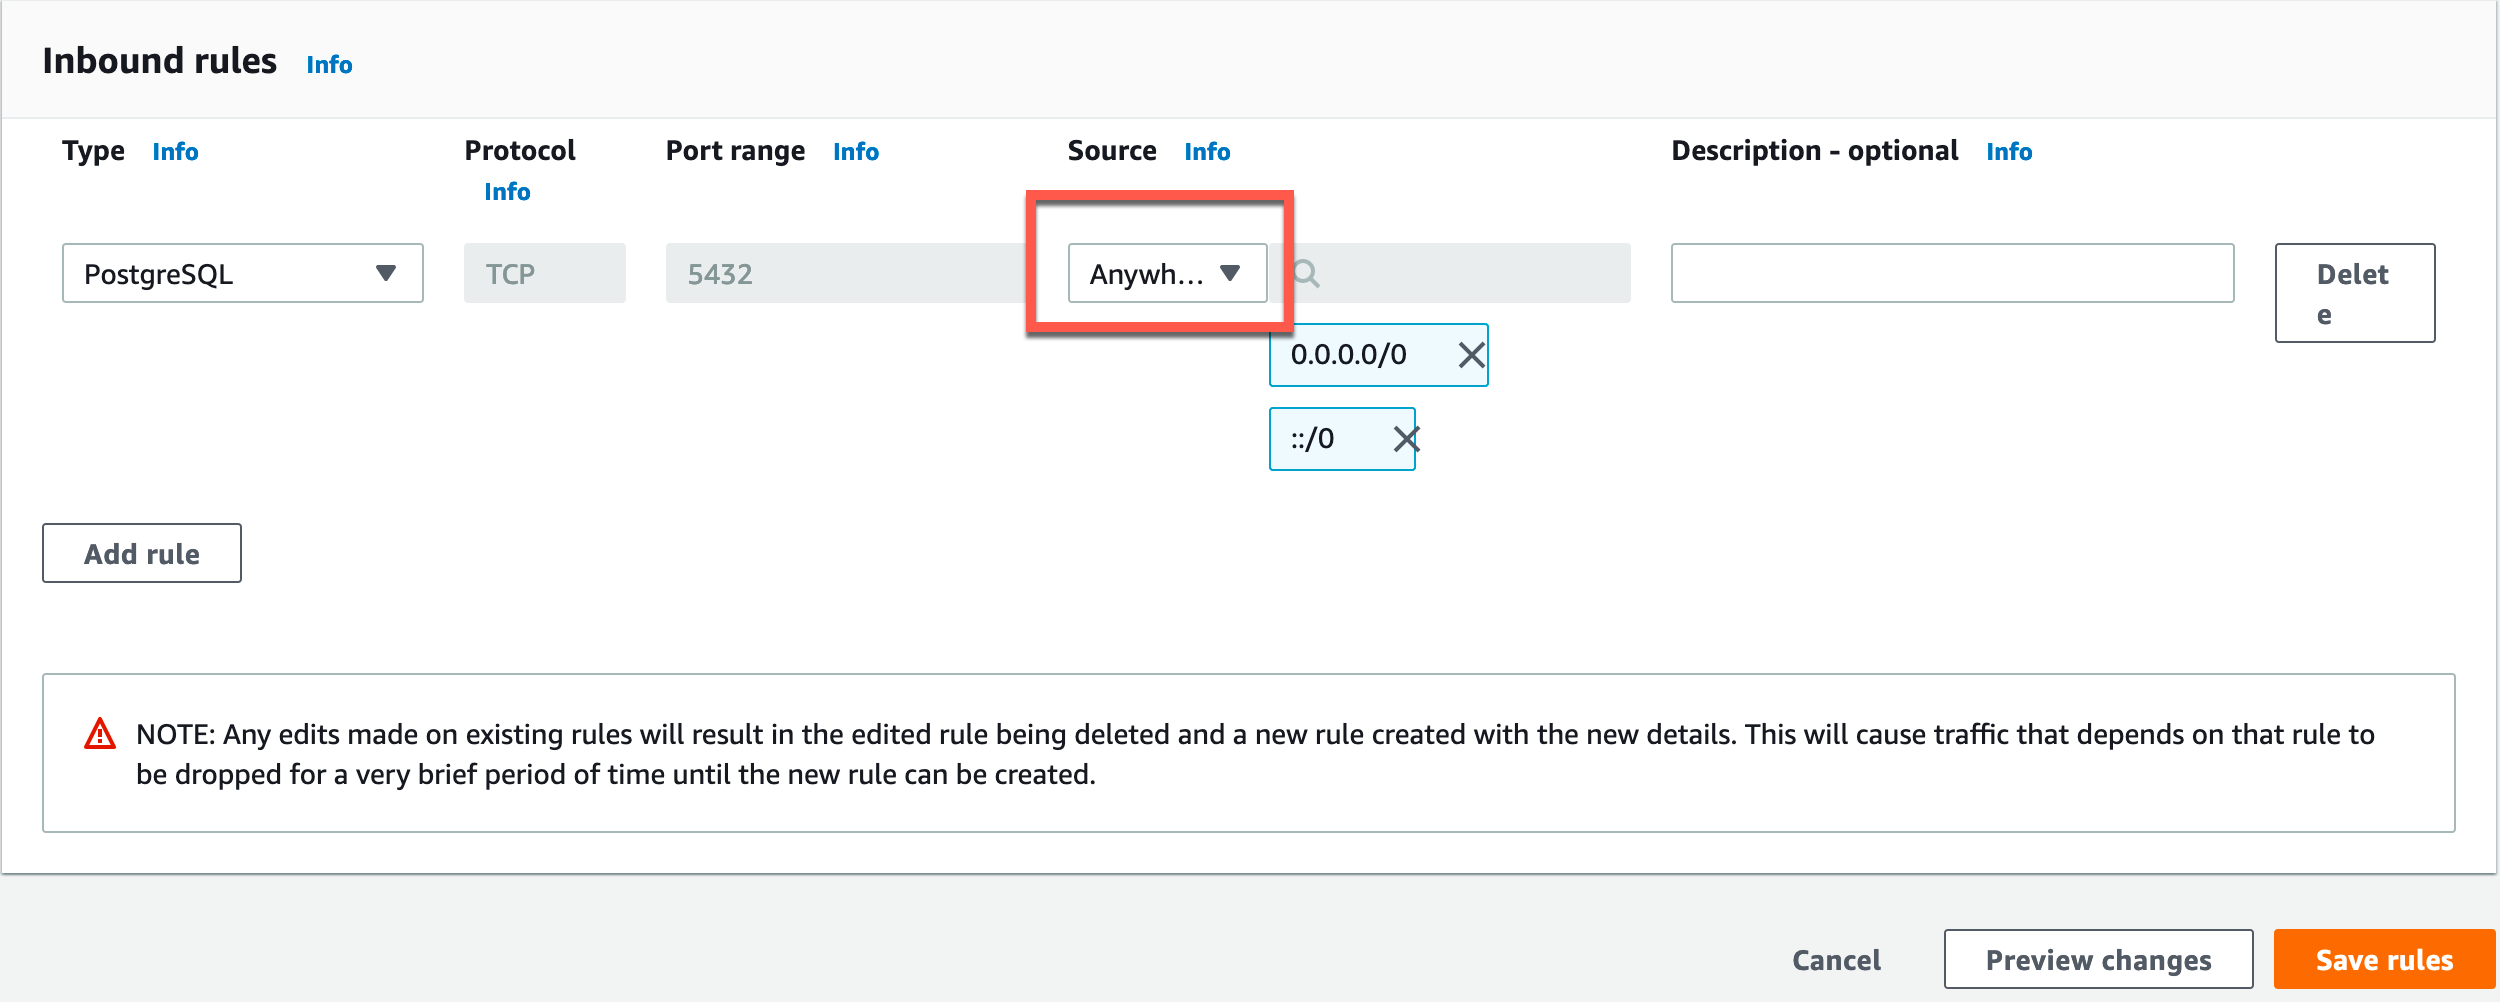 Inbound rules Info
Type Info Protocol Info Port range Info Source Info Description - optional Info
PostgreSQL TCP 5432 Anywh... Delete
0.0.0.0/0
::/0
Add rule
NOTE: Any edits made on existing rules will result in the edited rule being deleted and a new rule created with the new details. This will cause traffic that depends on that rule to
be dropped for a very brief period of time until the new rule can be created.
Cancel Preview changes Save rules